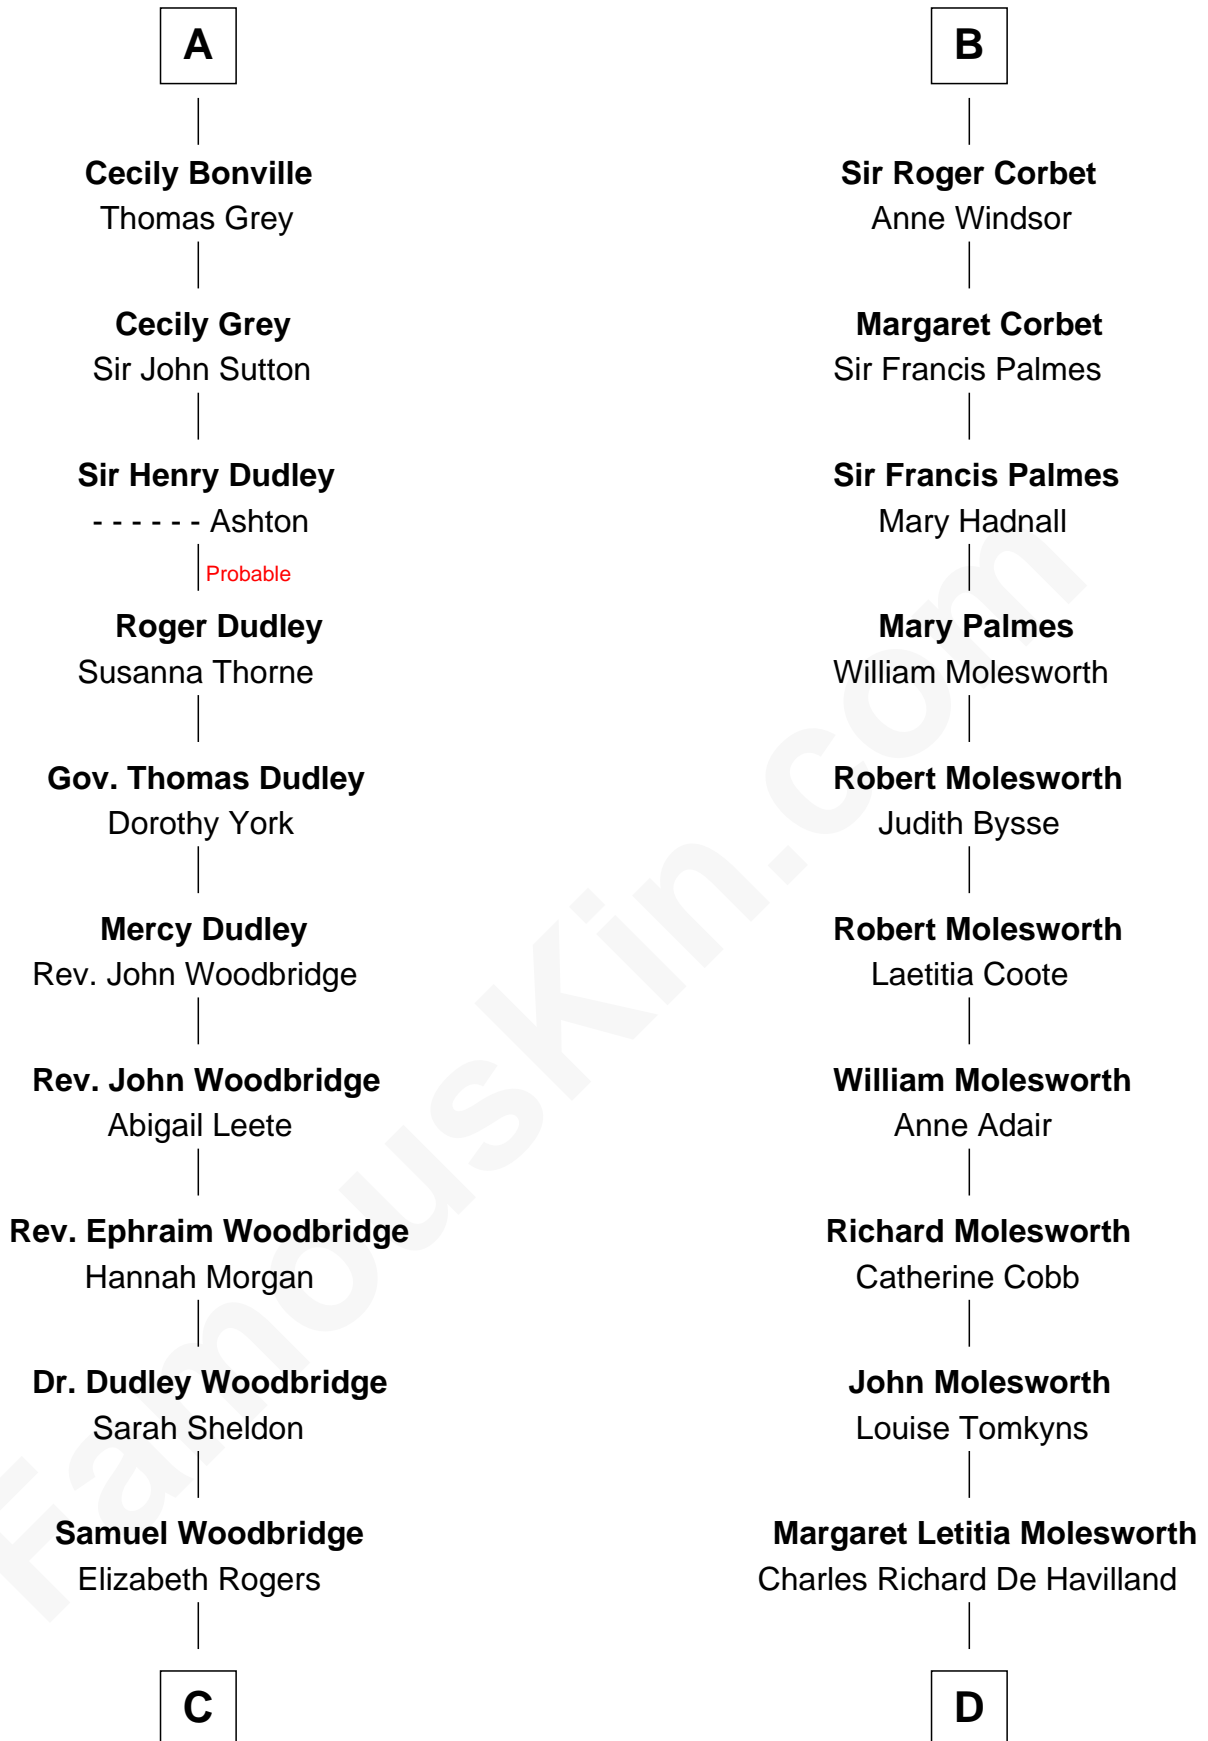 A
Cecily Bonville
Thomas Grey
Cecily Grey
Sir John Sutton
Sir Henry Dudley
- - - - - - Ashton
Probable
Roger Dudley
Susanna Thorne
Gov. Thomas Dudley
Dorothy York
Mercy Dudley
Rev. John Woodbridge
Rev. John Woodbridge
Abigail Leete
Rev. Ephraim Woodbridge
Hannah Morgan
Dr. Dudley Woodbridge
Sarah Sheldon
Samuel Woodbridge
Elizabeth Rogers
C
B
Sir Roger Corbet
Anne Windsor
Margaret Corbet
Sir Francis Palmes
Sir Francis Palmes
Mary Hadnall
Mary Palmes
William Molesworth
Robert Molesworth
Judith Bysse
Robert Molesworth
Laetitia Coote
William Molesworth
Anne Adair
Richard Molesworth
Catherine Cobb
John Molesworth
Louise Tomkyns
Margaret Letitia Molesworth
Charles Richard De Havilland
D
FamousKin.com